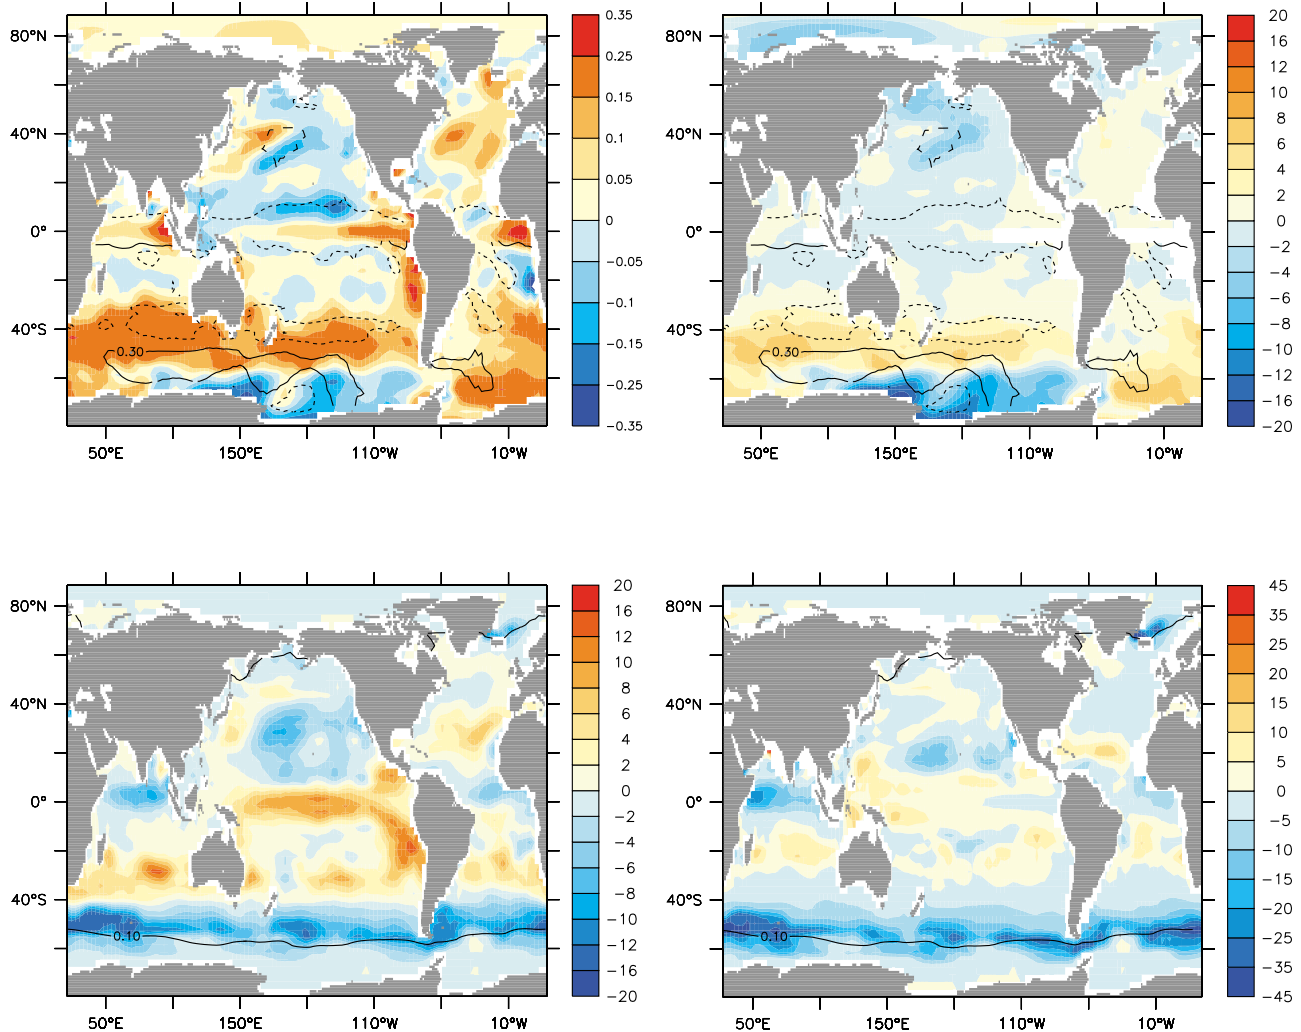 80°N
40°N
0°
40°S
0.30
50°E
150°E
110°W
10°W
0.35
0.25
0.15
0.1
0.05
0
−0.05
−0.1
−0.15
−0.25
−0.35
80°N
40°N
0°
40°S
0.30
50°E
150°E
110°W
10°W
20
16
12
10
8
6
4
2
0
−2
−4
−6
−8
−10
−12
−16
−20
80°N
40°N
0°
40°S
0.10
50°E
150°E
110°W
10°W
20
16
12
10
8
6
4
2
0
−2
−4
−6
−8
−10
−12
−16
−20
80°N
40°N
0°
40°S
0.10
50°E
150°E
110°W
10°W
45
35
25
20
15
10
5
0
−5
−10
−15
−20
−25
−35
−45